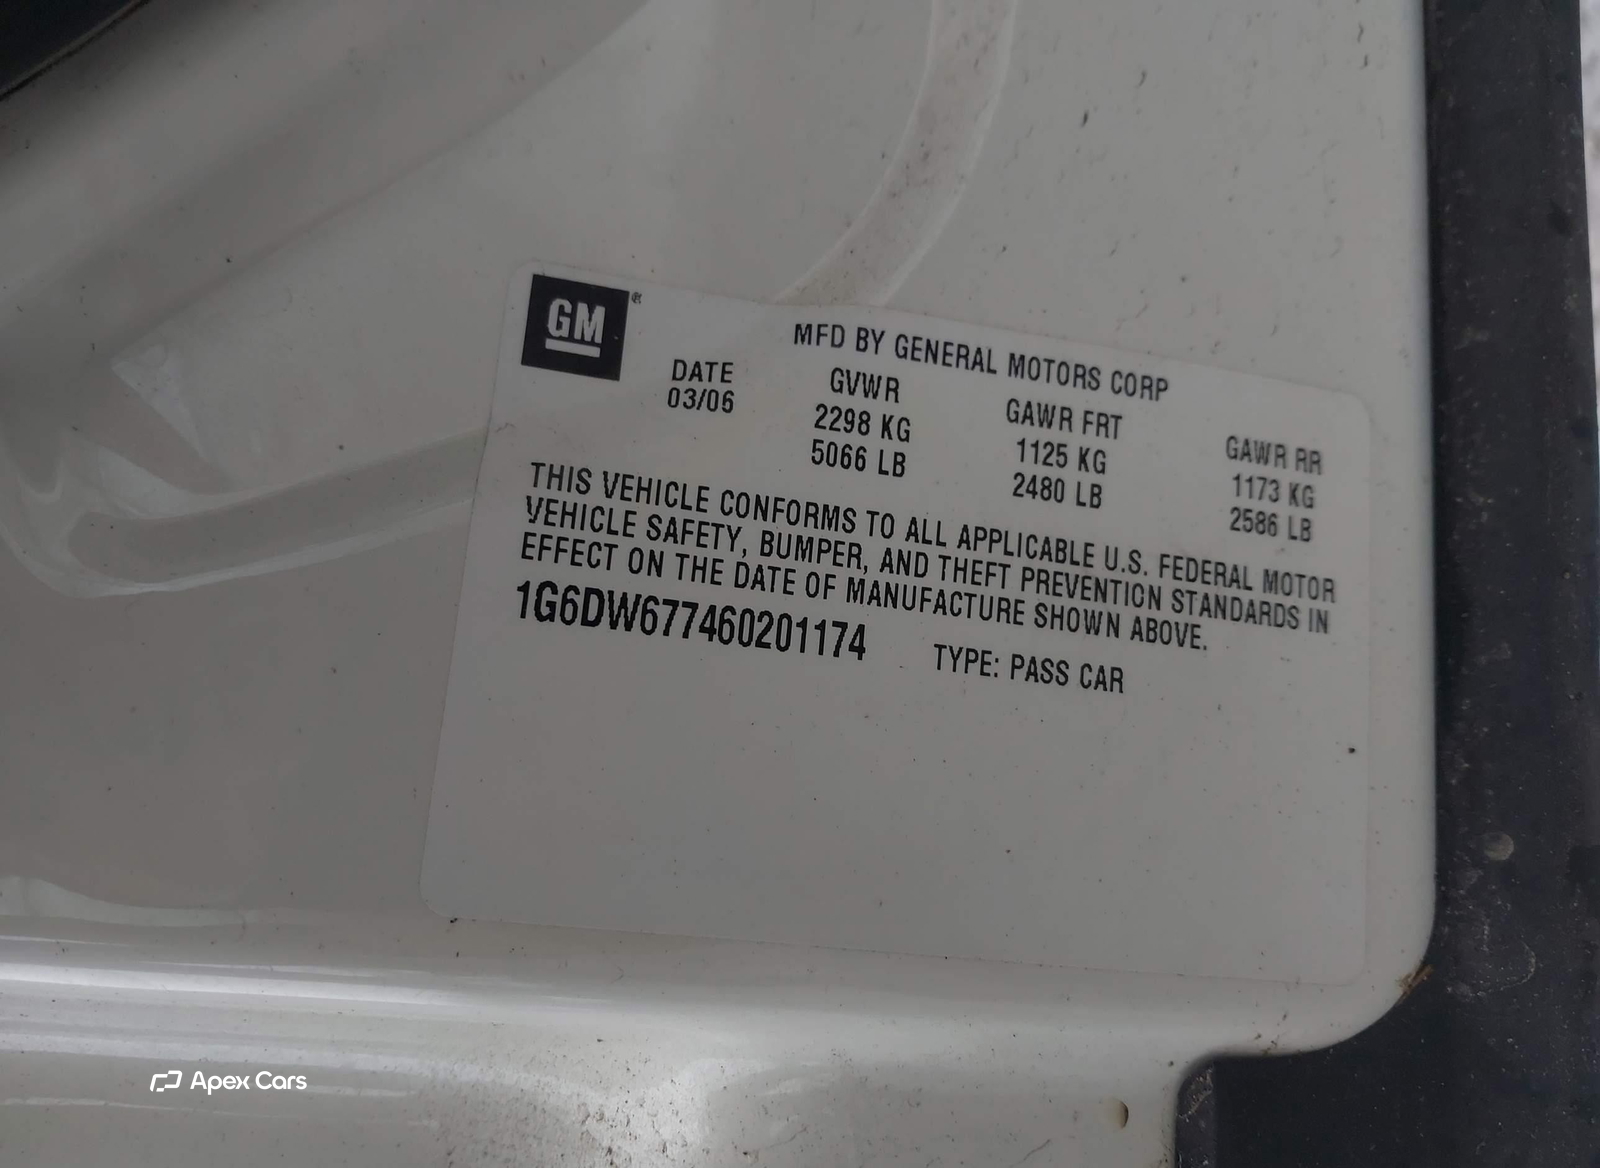 GM
MFD BY GENERAL MOTORS CORP
DATE GVWR GAWR FRT GAWR RR
03/06 2298 KG 1125 KG 1173 KG
5066 LB 2480 LB 2586 LB
THIS VEHICLE CONFORMS TO ALL APPLICABLE U.S. FEDERAL MOTOR
VEHICLE SAFETY, BUMPER, AND THEFT PREVENTION STANDARDS IN
EFFECT ON THE DATE OF MANUFACTURE SHOWN ABOVE.
1G6DW677460201174 TYPE: PASS CAR
Apex Cars